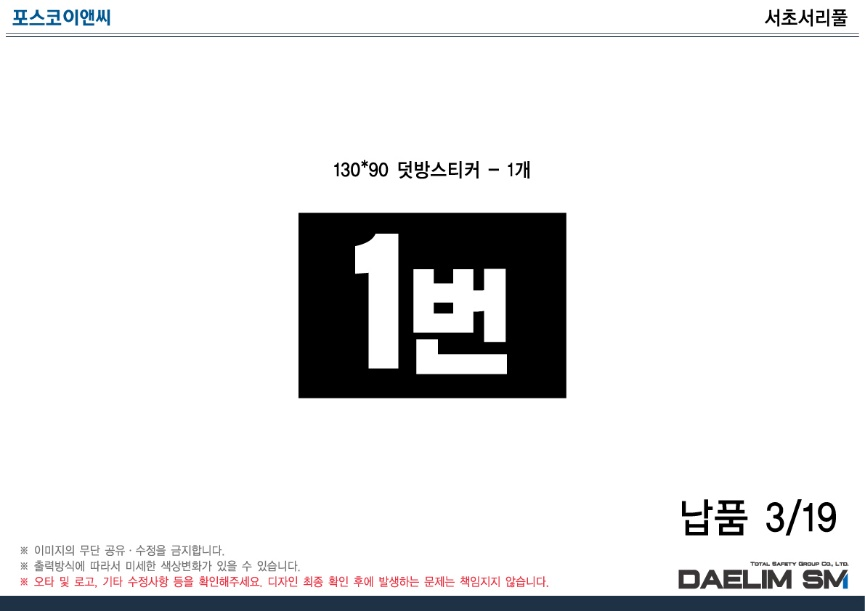 포스코이앤씨
서초서리풀
130*90 덧방스티커 - 1개
1번
납품 3/19
※ 이미지의 무단 공유 · 수정을 금지합니다.
※ 출력방식에 따라서 미세한 색상변화가 있을 수 있습니다.
※ 오타 및 로고, 기타 수정사항 등을 확인해주세요. 디자인 최종 확인 후에 발생하는 문제는 책임지지 않습니다.
TOTAL SAFETY GROUP CO., LTD.
DAELIM SM